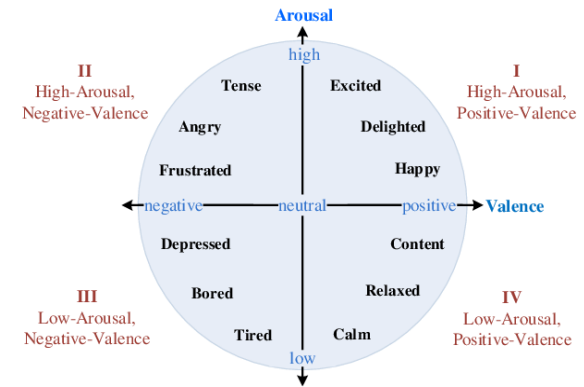 Arousal
high
II
High-Arousal,
Negative-Valence
I
High-Arousal,
Positive-Valence
Tense
Excited
Angry
Delighted
Frustrated
Happy
negative
neutral
positive
Valence
Depressed
Content
Bored
Relaxed
III
Low-Arousal,
Negative-Valence
IV
Low-Arousal,
Positive-Valence
Tired
Calm
low